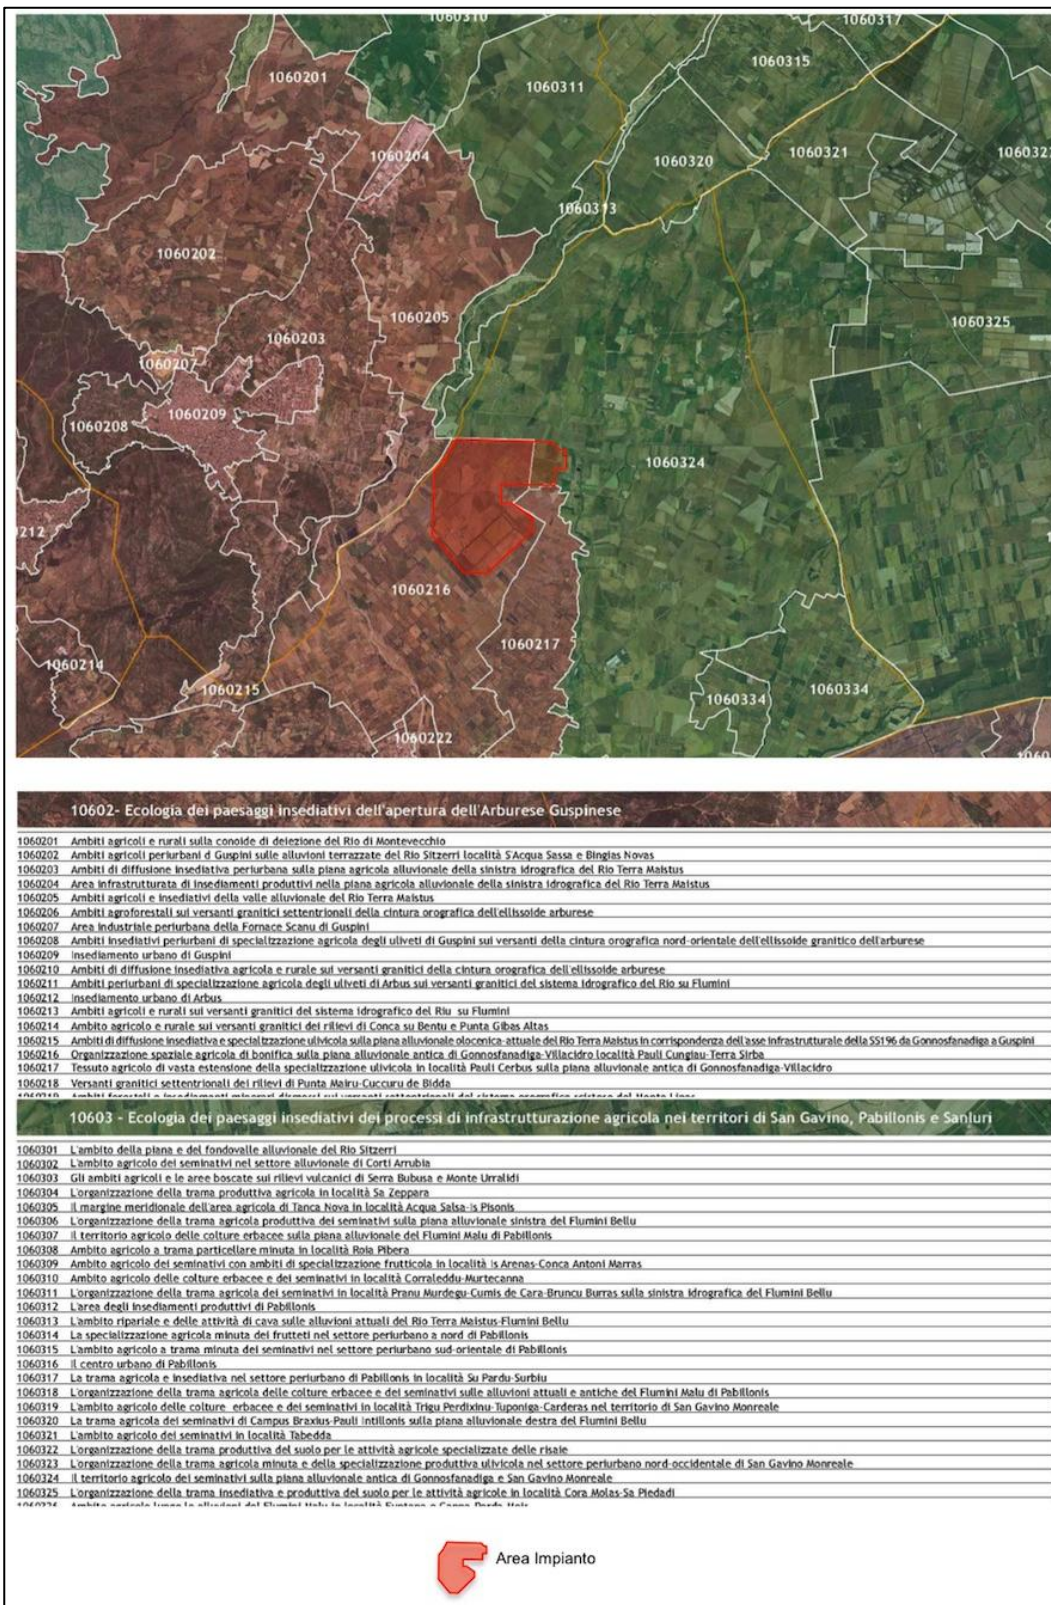 1060310
1060317
1060201
1060315
1060311
1060204
1060320
1060321
1060313
1060202
1060205
1060325
1060203
1060207
1060209
1060208
1060324
212
1060216
1060217
1060214
1060215
1060334
1060334
1060222
1060
10602- Ecologia dei paesaggi insediativi dell'apertura dell'Arburese Guspinese
1060201 Ambiti agricoli e rurali sulla conoide di deiezione del Rio di Montevecchio
1060202 Ambiti agricoli periurbani d Guspini sulle alluvioni terrazzate del Rio Sitzerri località S'Acqua Sassa e Bingias Novas
1060203 Ambiti di diffusione insediativa periurbana sulla piana agricola alluvionale della sinistra idrografica del Rio Terra Maistus
1060204 Area infrastrutturata di insediamenti produttivi nella piana agricola alluvionale della sinistra idrografica del Rio Terra Maistus
1060205 Ambiti agricoli e insediativi della valle alluvionale del Rio Terra Maistus
1060206 Ambiti agroforestali sui versanti granitici settentrionali della cintura orografica dell'ellissoide arburese
1060207 Area industriale periurbana della Fornace Scanu di Guspini
1060208 Ambiti insediativi periurbani di specializzazione agricola degli uliveti di Guspini sui versanti della cintura orografica nord-orientale dell'ellissoide granitico dell'arburese
1060209 Insediamento urbano di Guspini
1060210 Ambiti di diffusione insediativa agricola e rurale sui versanti granitici della cintura orografica dell'ellissoide arburese
1060211 Ambiti periurbani di specializzazione agricola degli uliveti di Arbus sui versanti granitici del sistema idrografico del Rio su Flumini
1060212 Insediamento urbano di Arbus
1060213 Ambiti agricoli e rurali sui versanti granitici del sistema idrografico del Riu su Flumini
1060214 Ambito agricolo e rurale sui versanti granitici dei rilievi di Conca su Bentu e Punta Gibas Altas
1060215 Ambiti di diffusione insediativa e specializzazione ulivicola sulla piana alluvionale olocenica-attuale del Rio Terra Maistus in corrispondenza dell'asse infrastrutturale della SS196 da Gonnosfanadiga a Guspini
1060216 Organizzazione spaziale agricola di bonifica sulla piana alluvionale antica di Gonnosfanadiga-Villacidro località Pauli Cungiau-Terra Sirba
1060217 Tessuto agricolo di vasta estensione della specializzazione ulivicola in località Pauli Cerbus sulla piana alluvionale antica di Gonnosfanadiga-Villacidro
1060218 Versanti granitici settentrionali dei rilievi di Punta Mairu-Cuccuru de Bidda
10603 - Ecologia dei paesaggi insediativi dei processi di infrastrutturazione agricola nei territori di San Gavino, Pabillonis e Sanluri
1060301 L'ambito della piana e del fondovalle alluvionale del Rio Sitzerri
1060302 L'ambito agricolo dei seminativi nel settore alluvionale di Corti Arrubia
1060303 Gli ambiti agricoli e le aree boscate sui rilievi vulcanici di Serra Bubusa e Monte Urralidi
1060304 L'organizzazione della trama produttiva agricola in località Sa Zeppara
1060305 Il margine meridionale dell'area agricola di Tanca Nova in località Acqua Salsa-Is Pisonis
1060306 L'organizzazione della trama agricola produttiva dei seminativi sulla piana alluvionale sinistra del Flumini Bellu
1060307 Il territorio agricolo delle colture erbacee sulla piana alluvionale del Flumini Malu di Pabillonis
1060308 Ambito agricolo a trama particellare minuta in località Roia Pibera
1060309 Ambito agricolo dei seminativi con ambiti di specializzazione frutticola in località Is Arenas-Conca Antoni Marras
1060310 Ambito agricolo delle colture erbacee e dei seminativi in località Corraleddu-Murtecanna
1060311 L'organizzazione della trama agricola dei seminativi in località Pranu Murdegu-Cumis de Cara-Bruncu Burras sulla sinistra idrografica del Flumini Bellu
1060312 L'area degli insediamenti produttivi di Pabillonis
1060313 L'ambito ripariale e delle attività di cava sulle alluvioni attuali del Rio Terra Maistus-Flumini Bellu
1060314 La specializzazione agricola minuta dei frutteti nel settore periurbano a nord di Pabillonis
1060315 L'ambito agricolo a trama minuta dei seminativi nel settore periurbano sud-orientale di Pabillonis
1060316 Il centro urbano di Pabillonis
1060317 La trama agricola e insediativa nel settore periurbano di Pabillonis in località Su Pardu-Surbiu
1060318 L'organizzazione della trama agricola delle colture erbacee e dei seminativi sulle alluvioni attuali e antiche del Flumini Malu di Pabillonis
1060319 L'ambito agricolo delle colture erbacee e dei seminativi in località Trigu Perdixinu-Tuponiga-Carderas nel territorio di San Gavino Monreale
1060320 La trama agricola dei seminativi di Campus Braxius-Pauli Intillonis sulla piana alluvionale destra del Flumini Bellu
1060321 L'ambito agricolo dei seminativi in località Tabedda
1060322 L'organizzazione della trama produttiva del suolo per le attività agricole specializzate delle risaie
1060323 L'organizzazione della trama agricola minuta e della specializzazione produttiva ulivicola nel settore periurbano nord-occidentale di San Gavino Monreale
1060324 Il territorio agricolo dei seminativi sulla piana alluvionale antica di Gonnosfanadiga e San Gavino Monreale
1060325 L'organizzazione della trama insediativa e produttiva del suolo per le attività agricole in località Cora Molas-Sa Piedadi
Area Impianto